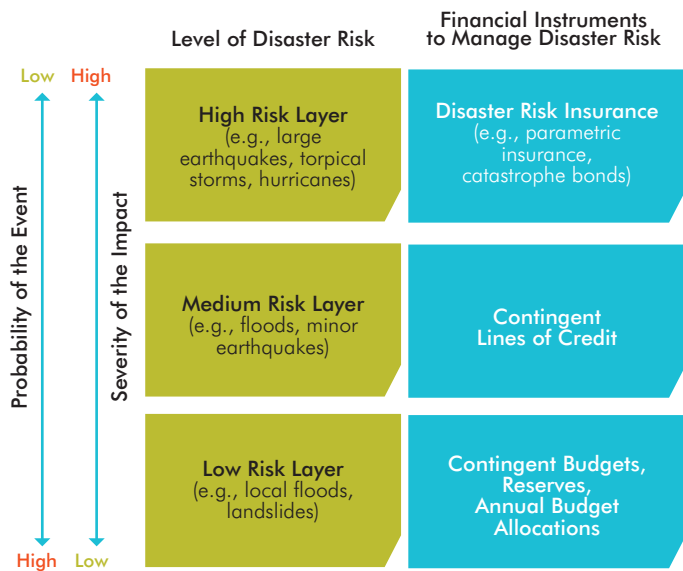 Level of Disaster Risk
Financial Instruments
to Manage Disaster Risk
Low
High
Probability of the Event
Severity of the Impact
High Risk Layer
(e.g., large
earthquakes, torpical
storms, hurricanes)
Disaster Risk Insurance
(e.g., parametric
insurance,
catastrophe bonds)
Medium Risk Layer
(e.g., floods, minor
earthquakes)
Contingent
Lines of Credit
Low Risk Layer
(e.g., local floods,
landslides)
Contingent Budgets,
Reserves,
Annual Budget
Allocations
High
Low